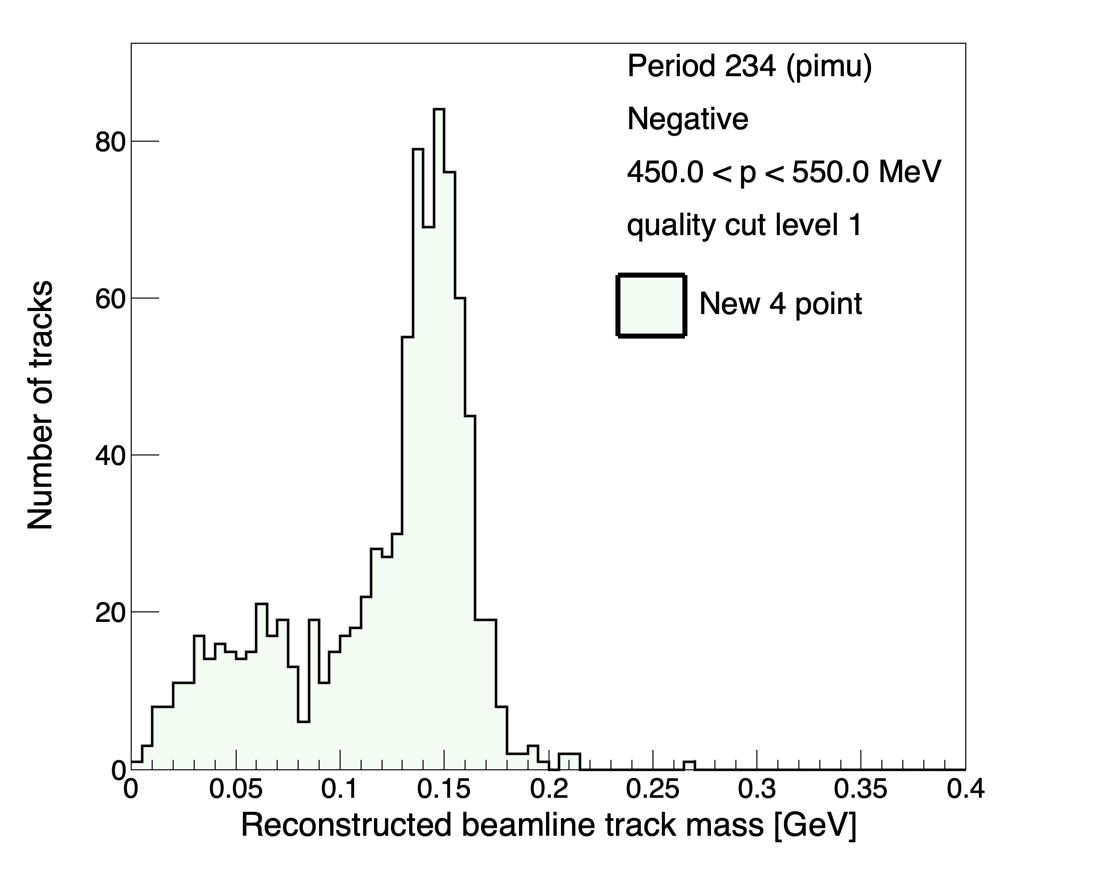 Period 234 (pimu)
Negative
450.0 < p < 550.0 MeV
quality cut level 1
New 4 point
Number of tracks
80
60
40
20
0
0 0.05 0.1 0.15 0.2 0.25 0.3 0.35 0.4
Reconstructed beamline track mass [GeV]